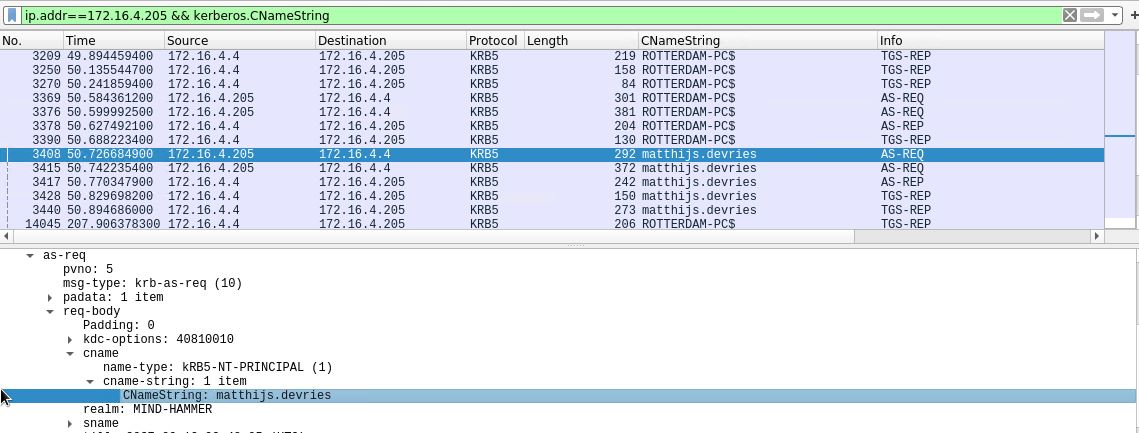 ip.addr==172.16.4.205 && kerberos.CNameString
No. Time Source Destination Protocol Length CNameString Info
3209 49.894459400 172.16.4.4 172.16.4.205 KRB5 219 ROTTERDAM-PC$ TGS-REP
3250 50.135544700 172.16.4.4 172.16.4.205 KRB5 158 ROTTERDAM-PC$ TGS-REP
3270 50.241859400 172.16.4.4 172.16.4.205 KRB5 84 ROTTERDAM-PC$ TGS-REP
3369 50.584361200 172.16.4.205 172.16.4.4 KRB5 301 ROTTERDAM-PC$ AS-REQ
3376 50.599992500 172.16.4.205 172.16.4.4 KRB5 381 ROTTERDAM-PC$ AS-REQ
3378 50.627492100 172.16.4.4 172.16.4.205 KRB5 204 ROTTERDAM-PC$ AS-REP
3390 50.688223400 172.16.4.4 172.16.4.205 KRB5 130 ROTTERDAM-PC$ TGS-REP
3408 50.726684900 172.16.4.205 172.16.4.4 KRB5 292 matthijs.devries AS-REQ
3415 50.742235400 172.16.4.205 172.16.4.4 KRB5 372 matthijs.devries AS-REQ
3417 50.770347900 172.16.4.4 172.16.4.205 KRB5 242 matthijs.devries AS-REP
3428 50.829698200 172.16.4.4 172.16.4.205 KRB5 150 matthijs.devries TGS-REP
3440 50.894686000 172.16.4.4 172.16.4.205 KRB5 273 matthijs.devries TGS-REP
14045 207.906378300 172.16.4.4 172.16.4.205 KRB5 206 ROTTERDAM-PC$ TGS-REP
as-req
pvno: 5
msg-type: krb-as-req (10)
padata: 1 item
req-body
Padding: 0
kdc-options: 40810010
cname
name-type: kRB5-NT-PRINCIPAL (1)
cname-string: 1 item
CNameString: matthijs.devries
realm: MIND-HAMMER
sname